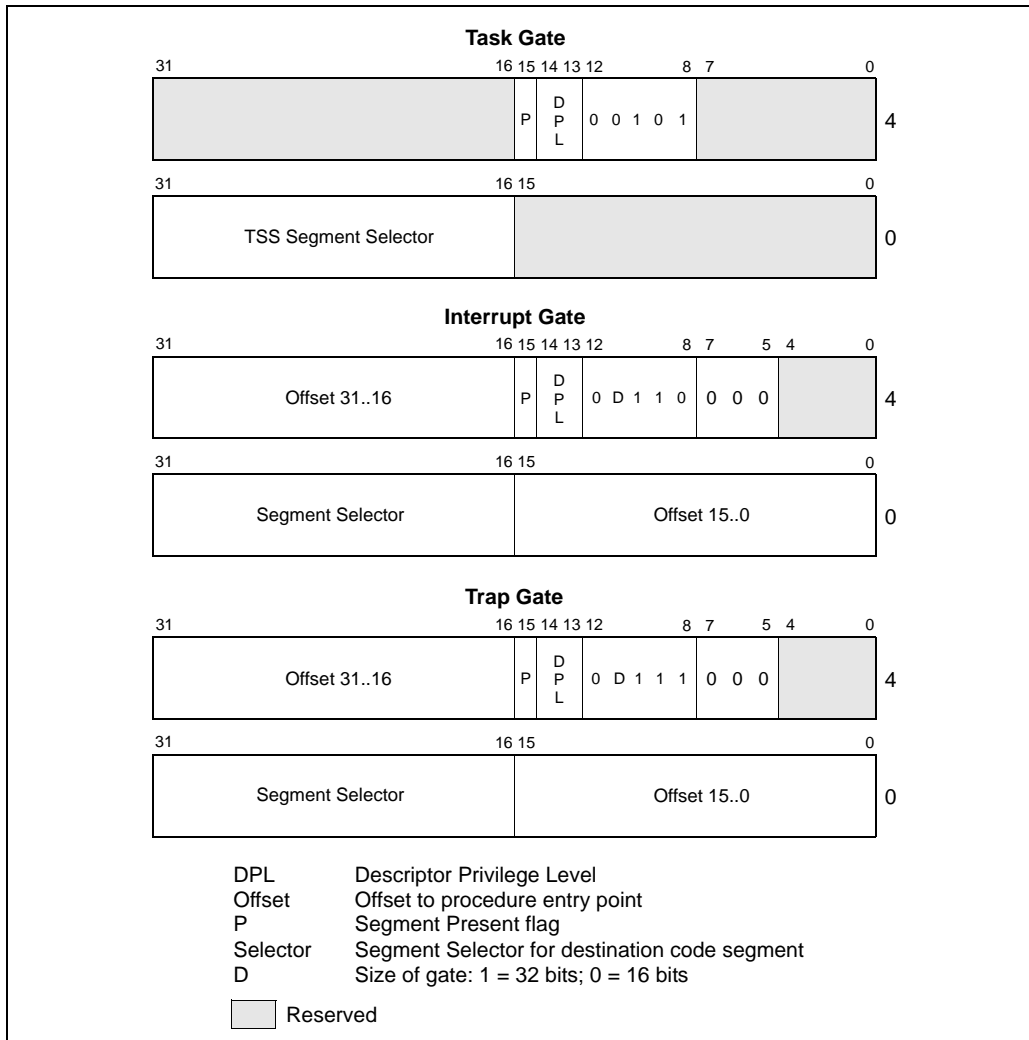 Task Gate
31 16 15 14 13 12 8 7 0
P D P L 0 0 1 0 1 4
31 16 15 0
TSS Segment Selector 0
Interrupt Gate
31 16 15 14 13 12 8 7 5 4 0
Offset 31..16 P D P L 0 D 1 1 0 0 0 0 4
31 16 15 0
Segment Selector Offset 15..0 0
Trap Gate
31 16 15 14 13 12 8 7 5 4 0
Offset 31..16 P D P L 0 D 1 1 1 0 0 0 4
31 16 15 0
Segment Selector Offset 15..0 0
DPL Descriptor Privilege Level
Offset Offset to procedure entry point
P Segment Present flag
Selector Segment Selector for destination code segment
D Size of gate: 1 = 32 bits; 0 = 16 bits
Reserved